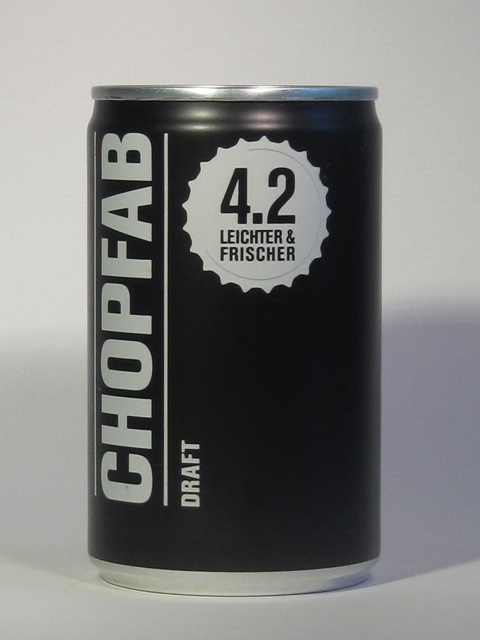 CHOPFAB
DRAFT
4.2
LEICHTER &
FRISCHER